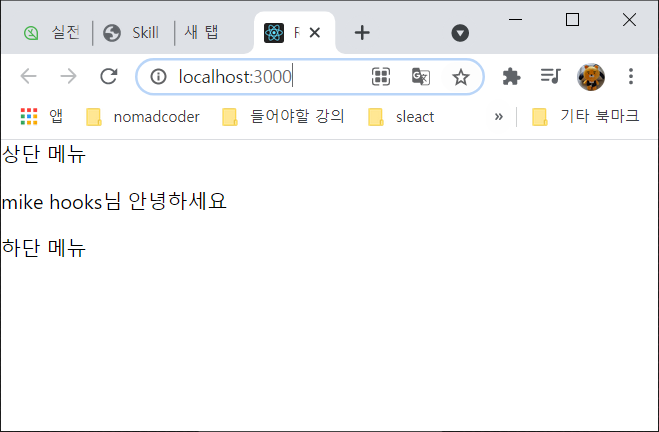 실전
Skill
새 탭
F
localhost:3000
앱
nomadcoder
들어야할 강의
sleact
»
기타 북마크
상단 메뉴
mike hooks님 안녕하세요
하단 메뉴